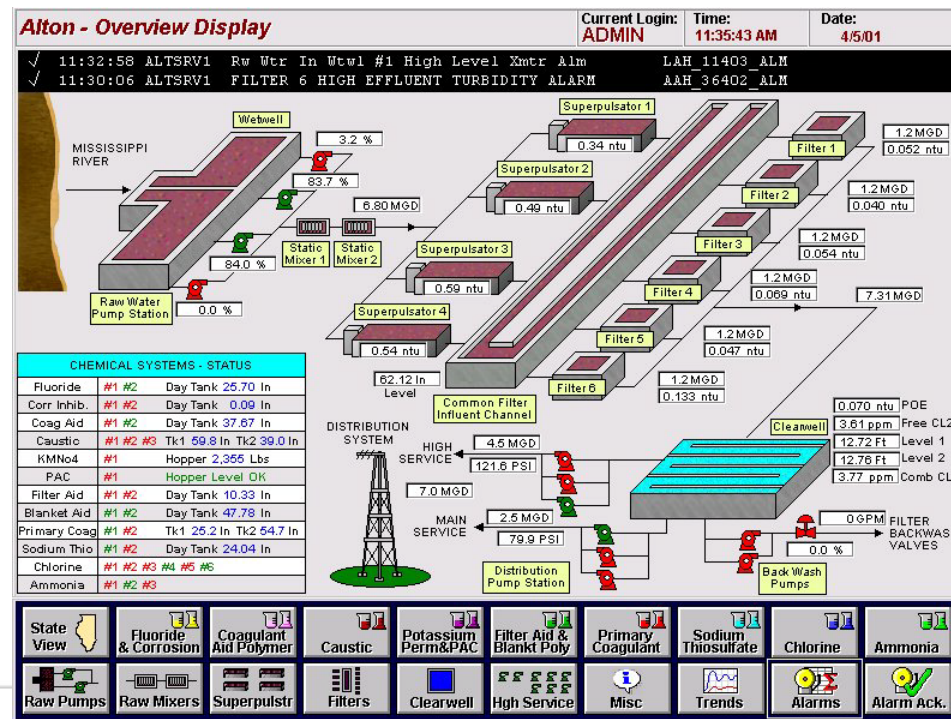 Alton - Overview Display
Current Login:
ADMIN
Time:
11:35:43 AM
Date:
4/5/01
√ 11:32:58 ALTSRV1 Rw Wtr In Wtwl #1 High Level Xmtr Alm LAH_11403_ALM
√ 11:30:06 ALTSRV1 FILTER 6 HIGH EFFLUENT TURBIDITY ALARM AAH_36402_ALM
MISSISSIPPI
RIVER
Wetwell
3.2 %
83.7 %
84.0 %
0.0 %
Raw Water
Pump Station
6.80 MGD
Static
Mixer 1
Static
Mixer 2
Superpulsator 1
0.34 ntu
Superpulsator 2
0.49 ntu
Superpulsator 3
0.59 ntu
Superpulsator 4
0.54 ntu
62.12 In
Level
Common Filter
Influent Channel
Filter 1
1.2 MGD
0.052 ntu
Filter 2
1.2 MGD
0.040 ntu
Filter 3
1.2 MGD
0.054 ntu
Filter 4
1.2 MGD
0.069 ntu
Filter 5
1.2 MGD
0.047 ntu
Filter 6
1.2 MGD
0.133 ntu
7.31 MGD
CHEMICAL SYSTEMS - STATUS
Fluoride #1 #2 Day Tank 25.70 In
Corr Inhib. #1 #2 Day Tank 0.09 In
Coag Aid #1 #2 Day Tank 37.67 In
Caustic #1 #2 #3 Tk1 59.8 In Tk2 39.0 In
KMNo4 #1 Hopper 2,355 Lbs
PAC #1 Hopper Level OK
Filter Aid #1 #2 Day Tank 10.33 In
Blanket Aid #1 #2 Day Tank 47.78 In
Primary Coag #1 #2 Tk1 25.2 In Tk2 54.7 In
Sodium Thio #1 #2 Day Tank 24.04 In
Chlorine #1 #2 #3 #4 #5 #6
Ammonia #1 #2 #3
DISTRIBUTION
SYSTEM
HIGH
SERVICE
4.5 MGD
121.6 PSI
7.0 MGD
MAIN
SERVICE
2.5 MGD
79.9 PSI
Distribution
Pump Station
Clearwell
0.070 ntu POE
3.61 ppm Free CL2
12.72 Ft Level 1
12.76 Ft Level 2
3.77 ppm Comb CL
0 GPM
FILTER
BACKWAS
VALVES
0.0 %
Back Wash
Pumps
State
View
Fluoride
& Corrosion
Coagulant
Aid Polymer
Caustic
Potassium
Perm&PAC
Filter Aid &
Blankt Poly
Primary
Coagulant
Sodium
Thiosulfate
Chlorine
Ammonia
Raw Pumps
Raw Mixers
Superpulstr
Filters
Clearwell
Hgh Service
Misc
Trends
Alarms
Alarm Ack.